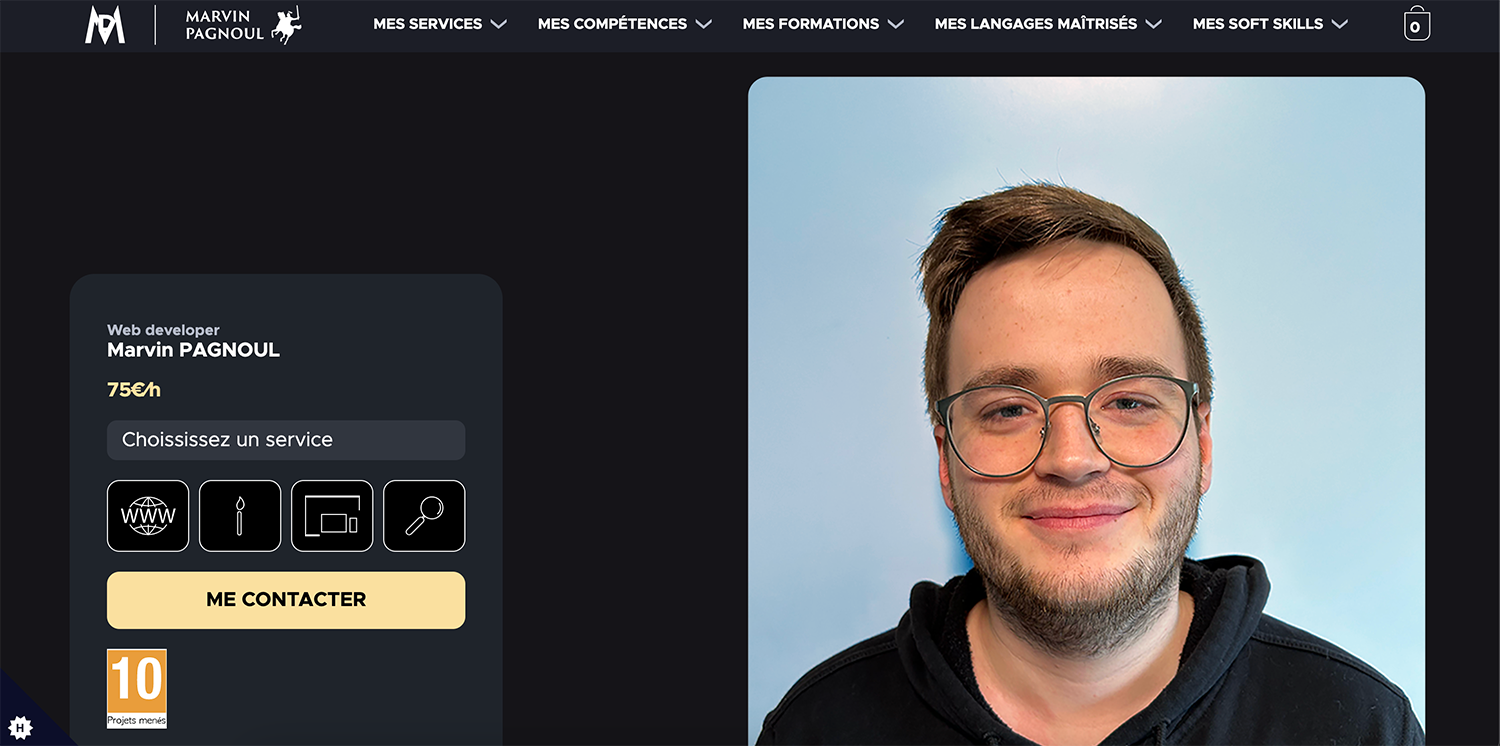 MARVIN
PAGNOUL
MES SERVICES
MES COMPÉTENCES
MES FORMATIONS
MES LANGAGES MAÎTRISÉS
MES SOFT SKILLS
0
Web developer
Marvin PAGNOUL
75€/h
Choississez un service
WWW
ME CONTACTER
10
Projets menés
H